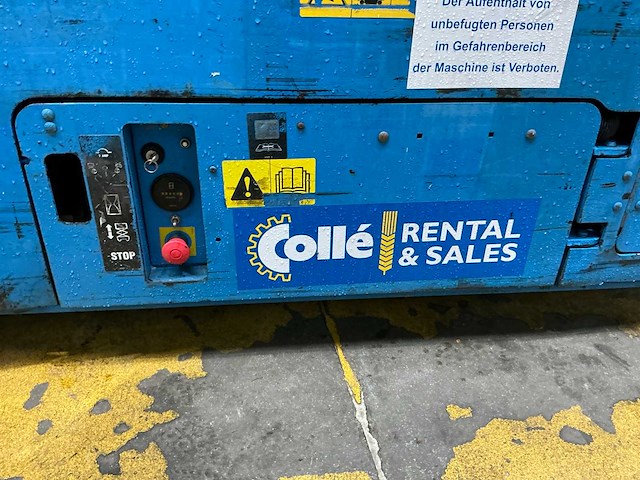 Der Aufenthalt von
unbefugten Personen
im Gefahrenbereich
der Maschine ist Verboten.
STOP
Collé RENTAL
& SALES